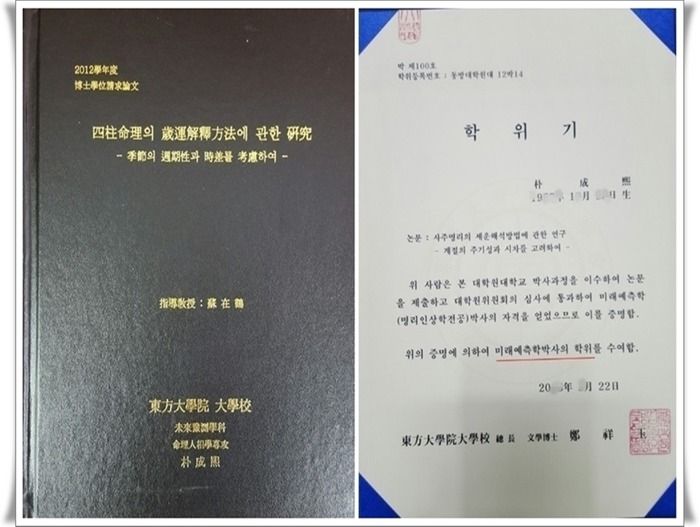 2012學年度
博士學位請求論文
四柱命理의 歲運解釋方法에 관한 硏究
- 季節의 週期性과 時差를 考慮하여 -
指導敎授 : 蘇 在 鶴
東方大學院 大學校
未來豫測學科
命理人相學專攻
朴 成 熙
박 제100호
학위등록번호 : 동방대학원대 12박14
학 위 기
朴 成 熙
月 日 生
논문 : 사주명리의 세운해석방법에 관한 연구
- 계절의 주기성과 시차를 고려하여 -
위 사람은 본 대학원대학교 박사과정을 이수하여 논문
을 제출하고 대학원위원회의 심사에 통과하여 미래예측학
(명리인상학전공)박사의 자격을 얻었으므로 이를 증명함.
위의 증명에 의하여 미래예측학박사의 학위를 수여함.
년 월 22일
東方大學院大學校 總長 文學博士 鄭 祥 玉